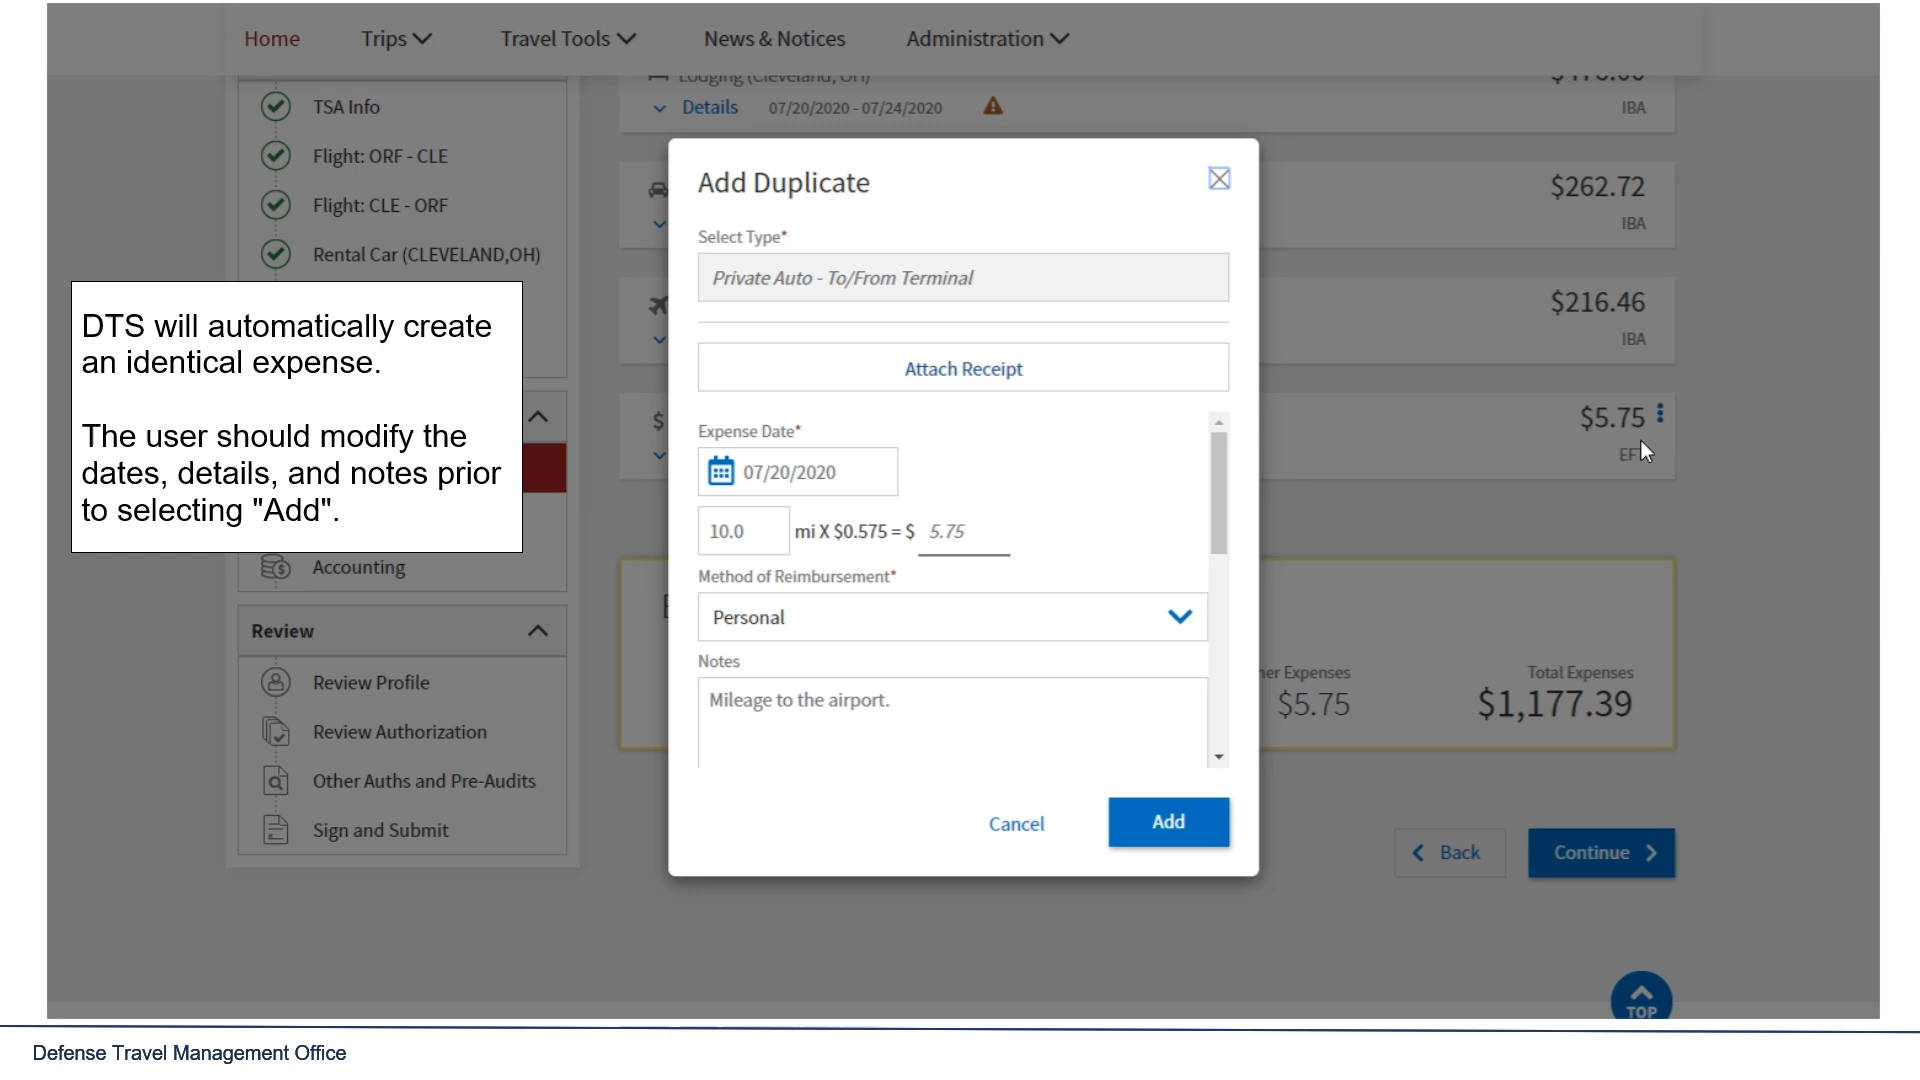 Home Trips Travel Tools News & Notices Administration
Lodging (Cleveland, OH)
TSA Info
Details 07/20/2020 - 07/24/2020 IBA
Flight: ORF - CLE
Flight: CLE - ORF
Rental Car (CLEVELAND,OH)
$262.72
IBA
$216.46
IBA
$5.75
DTS will automatically create
an identical expense.
The user should modify the
dates, details, and notes prior
to selecting "Add".
Accounting
Review
Review Profile
Review Authorization
Other Auths and Pre-Audits
Sign and Submit
Add Duplicate
Select Type*
Private Auto - To/From Terminal
Attach Receipt
Expense Date*
07/20/2020
10.0 mi X $0.575 = $ 5.75
Method of Reimbursement*
Personal
Notes
Mileage to the airport.
Cancel Add
Expenses Total Expenses
$5.75 $1,177.39
Back Continue
TOP
Defense Travel Management Office